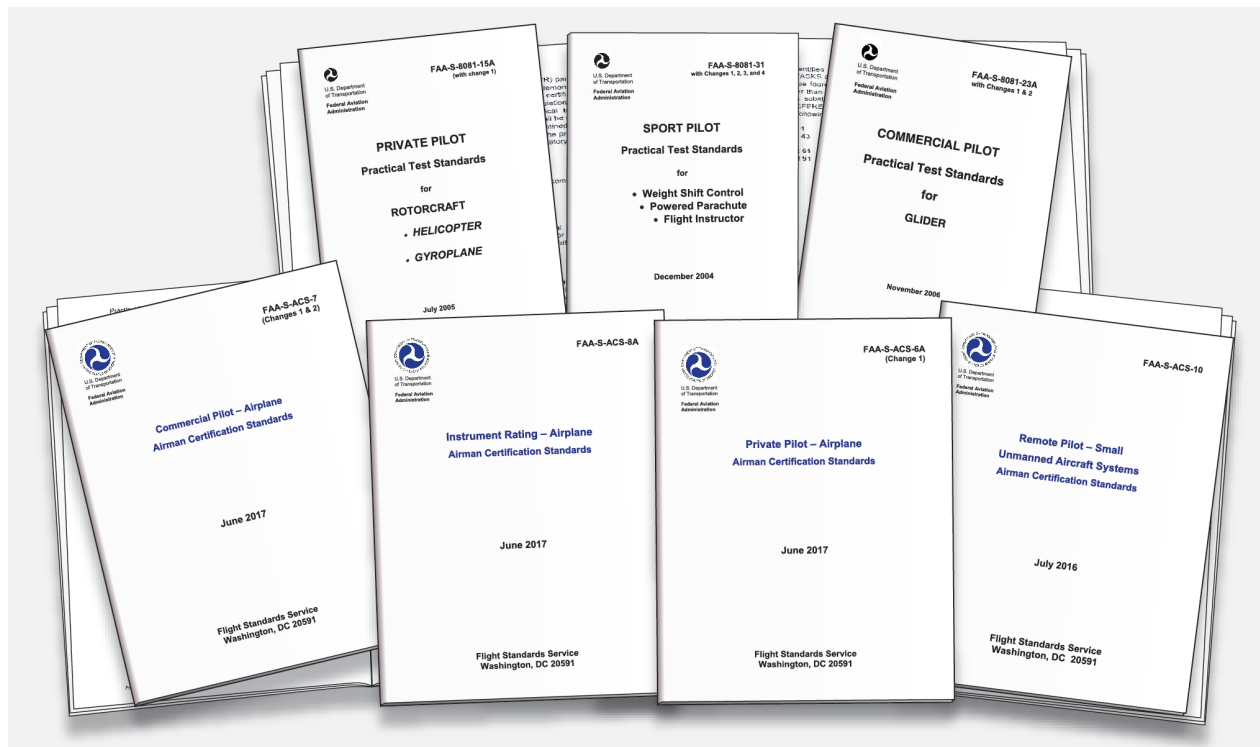 U.S. Department
of Transportation
Federal Aviation
Administration
FAA-S-8081-15A
(with change 1)
PRIVATE PILOT
Practical Test Standards
for
ROTORCRAFT
• HELICOPTER
• GYROPLANE
July 2005
U.S. Department
of Transportation
Federal Aviation
Administration
FAA-S-8081-31
with Changes 1, 2, 3, and 4
SPORT PILOT
Practical Test Standards
for
• Weight Shift Control
• Powered Parachute
• Flight Instructor
December 2004
U.S. Department
of Transportation
Federal Aviation
Administration
FAA-S-8081-23A
with Changes 1 & 2
COMMERCIAL PILOT
Practical Test Standards
for
GLIDER
November 2006
U.S. Department
of Transportation
Federal Aviation
Administration
FAA-S-ACS-7
(Changes 1 & 2)
Commercial Pilot – Airplane
Airman Certification Standards
June 2017
Flight Standards Service
Washington, DC 20591
U.S. Department
of Transportation
Federal Aviation
Administration
FAA-S-ACS-8A
Instrument Rating – Airplane
Airman Certification Standards
June 2017
Flight Standards Service
Washington, DC 20591
U.S. Department
of Transportation
Federal Aviation
Administration
FAA-S-ACS-6A
(Change 1)
Private Pilot – Airplane
Airman Certification Standards
June 2017
Flight Standards Service
Washington, DC 20591
U.S. Department
of Transportation
Federal Aviation
Administration
FAA-S-ACS-10
Remote Pilot – Small
Unmanned Aircraft Systems
Airman Certification Standards
July 2016
Flight Standards Service
Washington, DC 20591